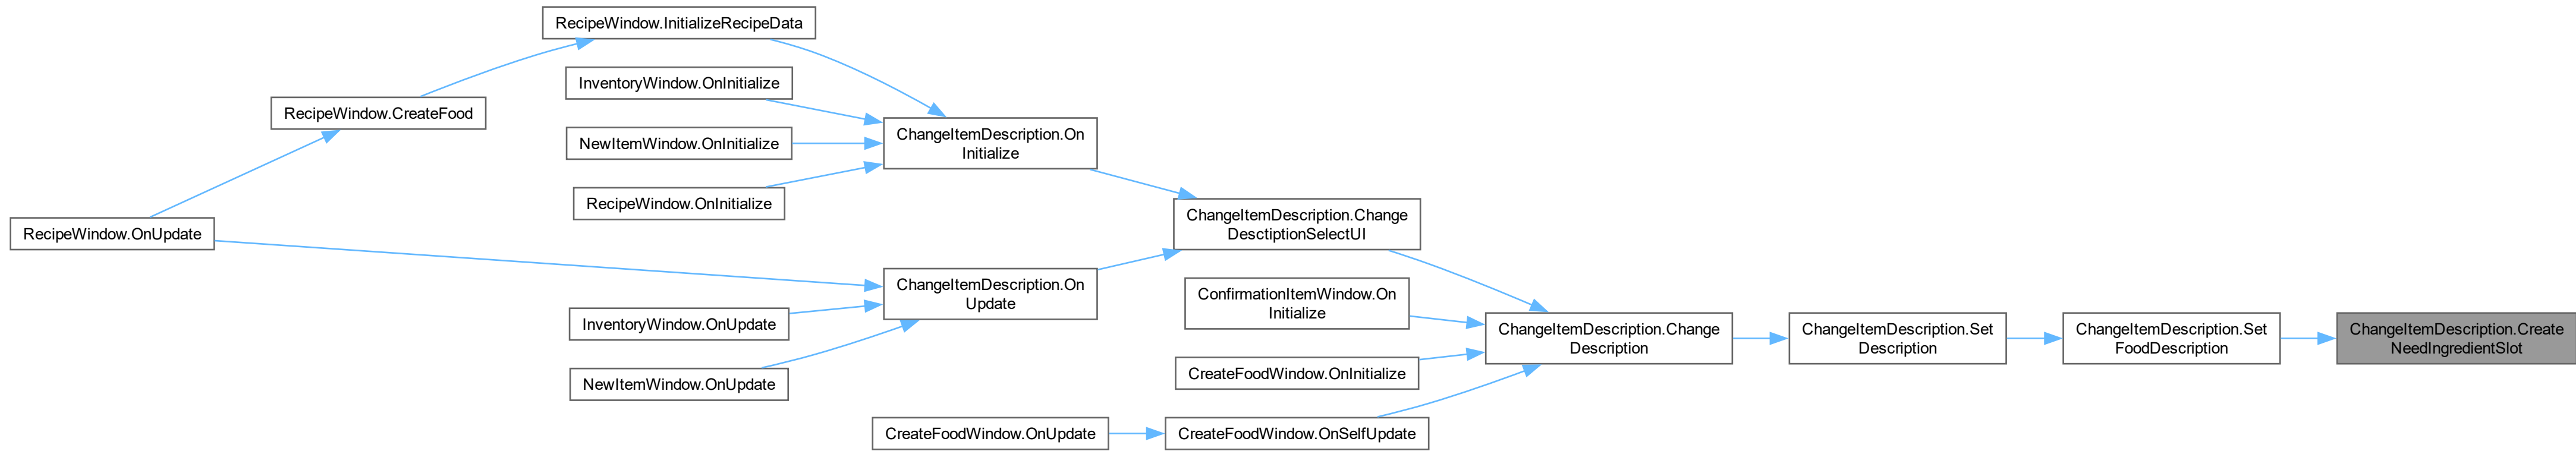 RecipeWindow.InitializeRecipeData
InventoryWindow.OnInitialize
RecipeWindow.CreateFood
ChangeItemDescription.On
Initialize
NewItemWindow.OnInitialize
RecipeWindow.OnInitialize
ChangeItemDescription.Change
DesctiptionSelectUI
RecipeWindow.OnUpdate
ChangeItemDescription.On
Update
ConfirmationItemWindow.On
Initialize
InventoryWindow.OnUpdate
ChangeItemDescription.Change
Description
ChangeItemDescription.Set
Description
ChangeItemDescription.Set
FoodDescription
ChangeItemDescription.Create
NeedIngredientSlot
CreateFoodWindow.OnInitialize
NewItemWindow.OnUpdate
CreateFoodWindow.OnUpdate
CreateFoodWindow.OnSelfUpdate